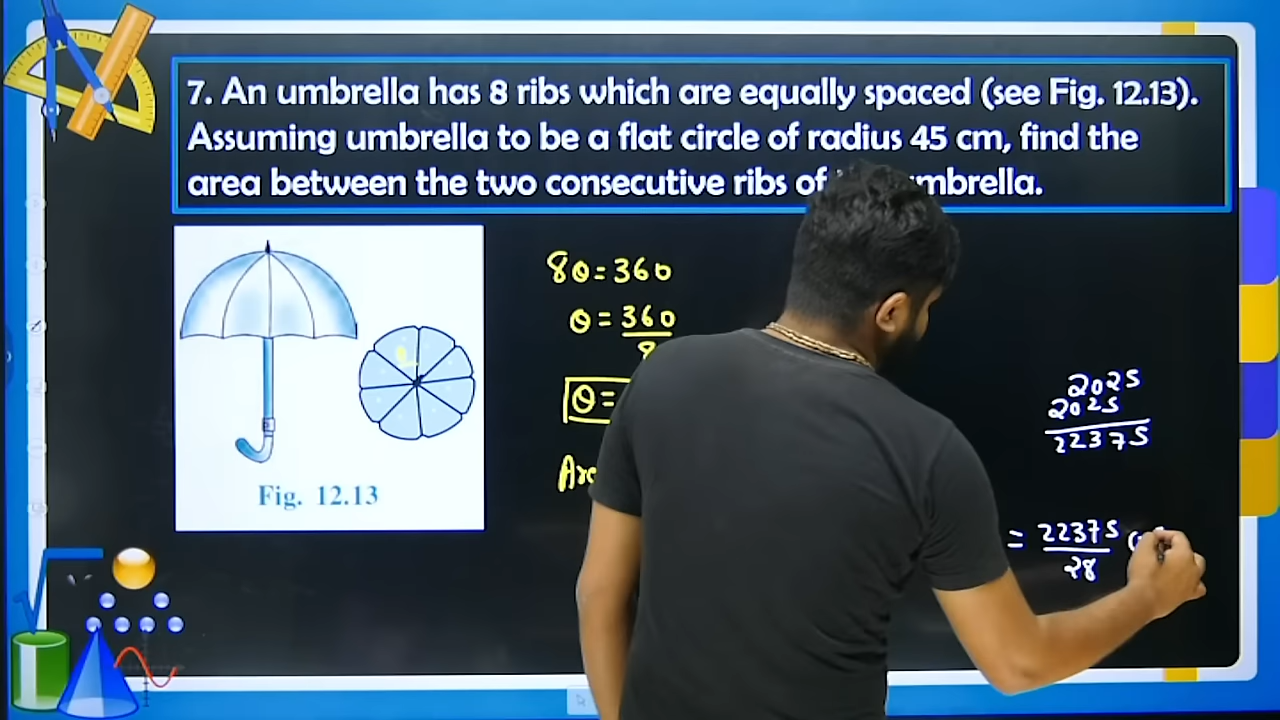 7. An umbrella has 8 ribs which are equally spaced (see Fig. 12.13).
Assuming umbrella to be a flat circle of radius 45 cm, find the
area between the two consecutive ribs of umbrella.
8θ = 360
θ = 360
8
θ =
Fig. 12.13
2025
2025
22375
= 22375
28